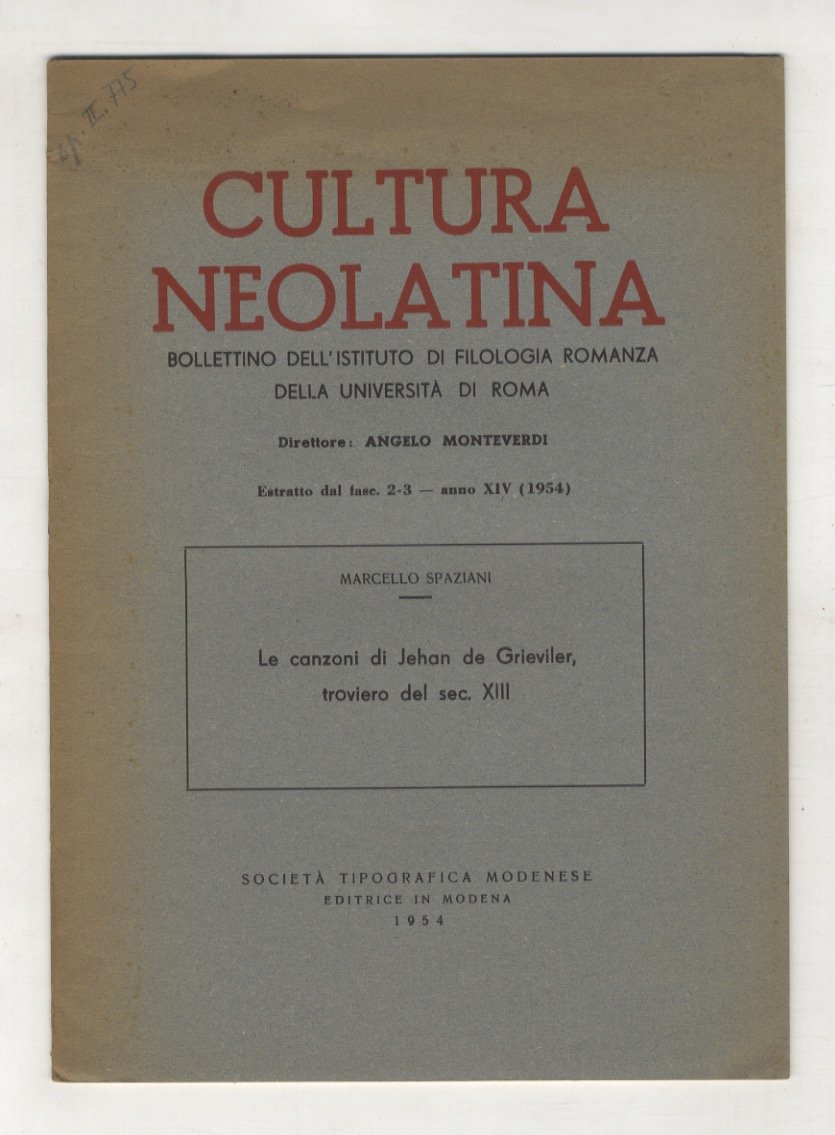 II. 775
CULTURA
NEOLATINA
BOLLETTINO DELL'ISTITUTO DI FILOLOGIA ROMANZA
DELLA UNIVERSITÀ DI ROMA
Direttore: ANGELO MONTEVERDI
Estratto dal fasc. 2-3 — anno XIV (1954)
MARCELLO SPAZIANI
Le canzoni di Jehan de Grieviler,
troviero del sec. XIII
SOCIETÀ TIPOGRAFICA MODENESE
EDITRICE IN MODENA
1954